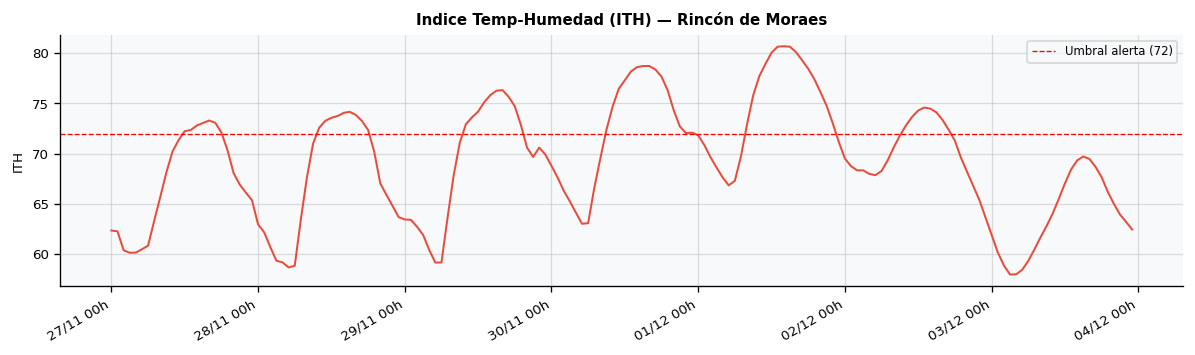 Indice Temp-Humedad (ITH) — Rincón de Moraes
Umbral alerta (72)
ITH
80
75
70
65
60
27/11 00h
28/11 00h
29/11 00h
30/11 00h
01/12 00h
02/12 00h
03/12 00h
04/12 00h